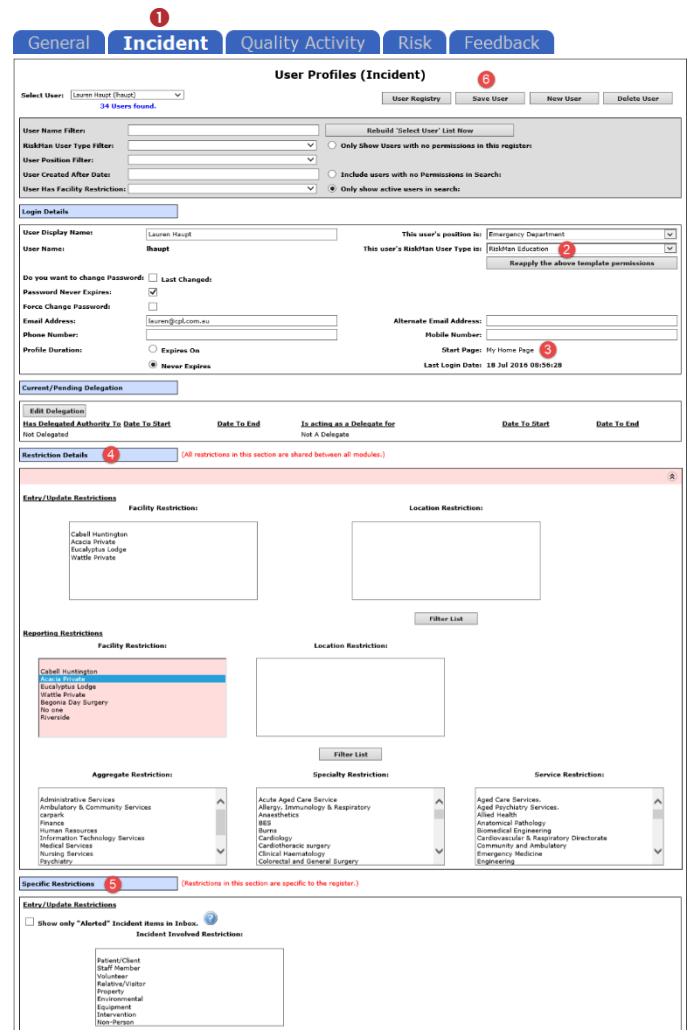 1
General Incident Quality Activity Risk Feedback
User Profiles (Incident)
6
Select User: Lauren Haupt (lhaupt)
User Registry Save User New User Delete User
34 Users found.
User Name Filter: Rebuild 'Select User' List Now
RiskMan User Type Filter: Only Show Users with no permissions in this register:
User Position Filter:
User Created After Date: Include users with no Permissions in Search:
User Has Facility Restriction: Only show active users in search:
Login Details
User Display Name: Lauren Haupt This user's position is: Emergency Department
User Name: lhaupt This user's RiskMan User Type is: RiskMan Education 2
Reapply the above template permissions
Do you want to change Password: Last Changed:
Password Never Expires:
Force Change Password:
Email Address: lauren@cpl.com.au Alternate Email Address:
Phone Number: Mobile Number:
Profile Duration: Expires On Start Page: My Home Page 3
Never Expires Last Login Date: 18 Jul 2016 08:56:28
Current/Pending Delegation
Edit Delegation
Has Delegated Authority To Date To Start Date To End Is acting as a Delegate for Date To Start Date To End
Not Delegated Not A Delegate
Restriction Details 4 (All restrictions in this section are shared between all modules.)
Entry/Update Restrictions
Facility Restriction: Location Restriction:
Cabell Huntington
Acacia Private
Eucalyptus Lodge
Wattle Private
Filter List
Reporting Restrictions
Facility Restriction: Location Restriction:
Cabell Huntington
Acacia Private
Eucalyptus Lodge
Wattle Private
Begonia Day Surgery
No one
Riverside
Filter List
Aggregate Restriction: Specialty Restriction: Service Restriction:
Administrative Services Acute Aged Care Service Aged Care Services.
Ambulatory & Community Services Allergy, Immunology & Respiratory Aged Psychiatry Services.
carpark Anaesthetics Allied Health
Finance BES Anatomical Pathology
Human Resources Burns Biomedical Engineering
Information Technology Services Cardiology Cardiovascular & Respiratory Directorate
Medical Services Cardiothoracic surgery Community and Ambulatory
Nursing Services Clinical Haematology Emergency Medicine
Psychiatry Colorectal and General Surgery Engineering
Specific Restrictions 5 (Restrictions in this section are specific to the register.)
Entry/Update Restrictions
Show only "Alerted" Incident items in Inbox. ?
Incident Involved Restriction:
Patient/Client
Staff Member
Volunteer
Relative/Visitor
Property
Environmental
Equipment
Intervention
Non-Person